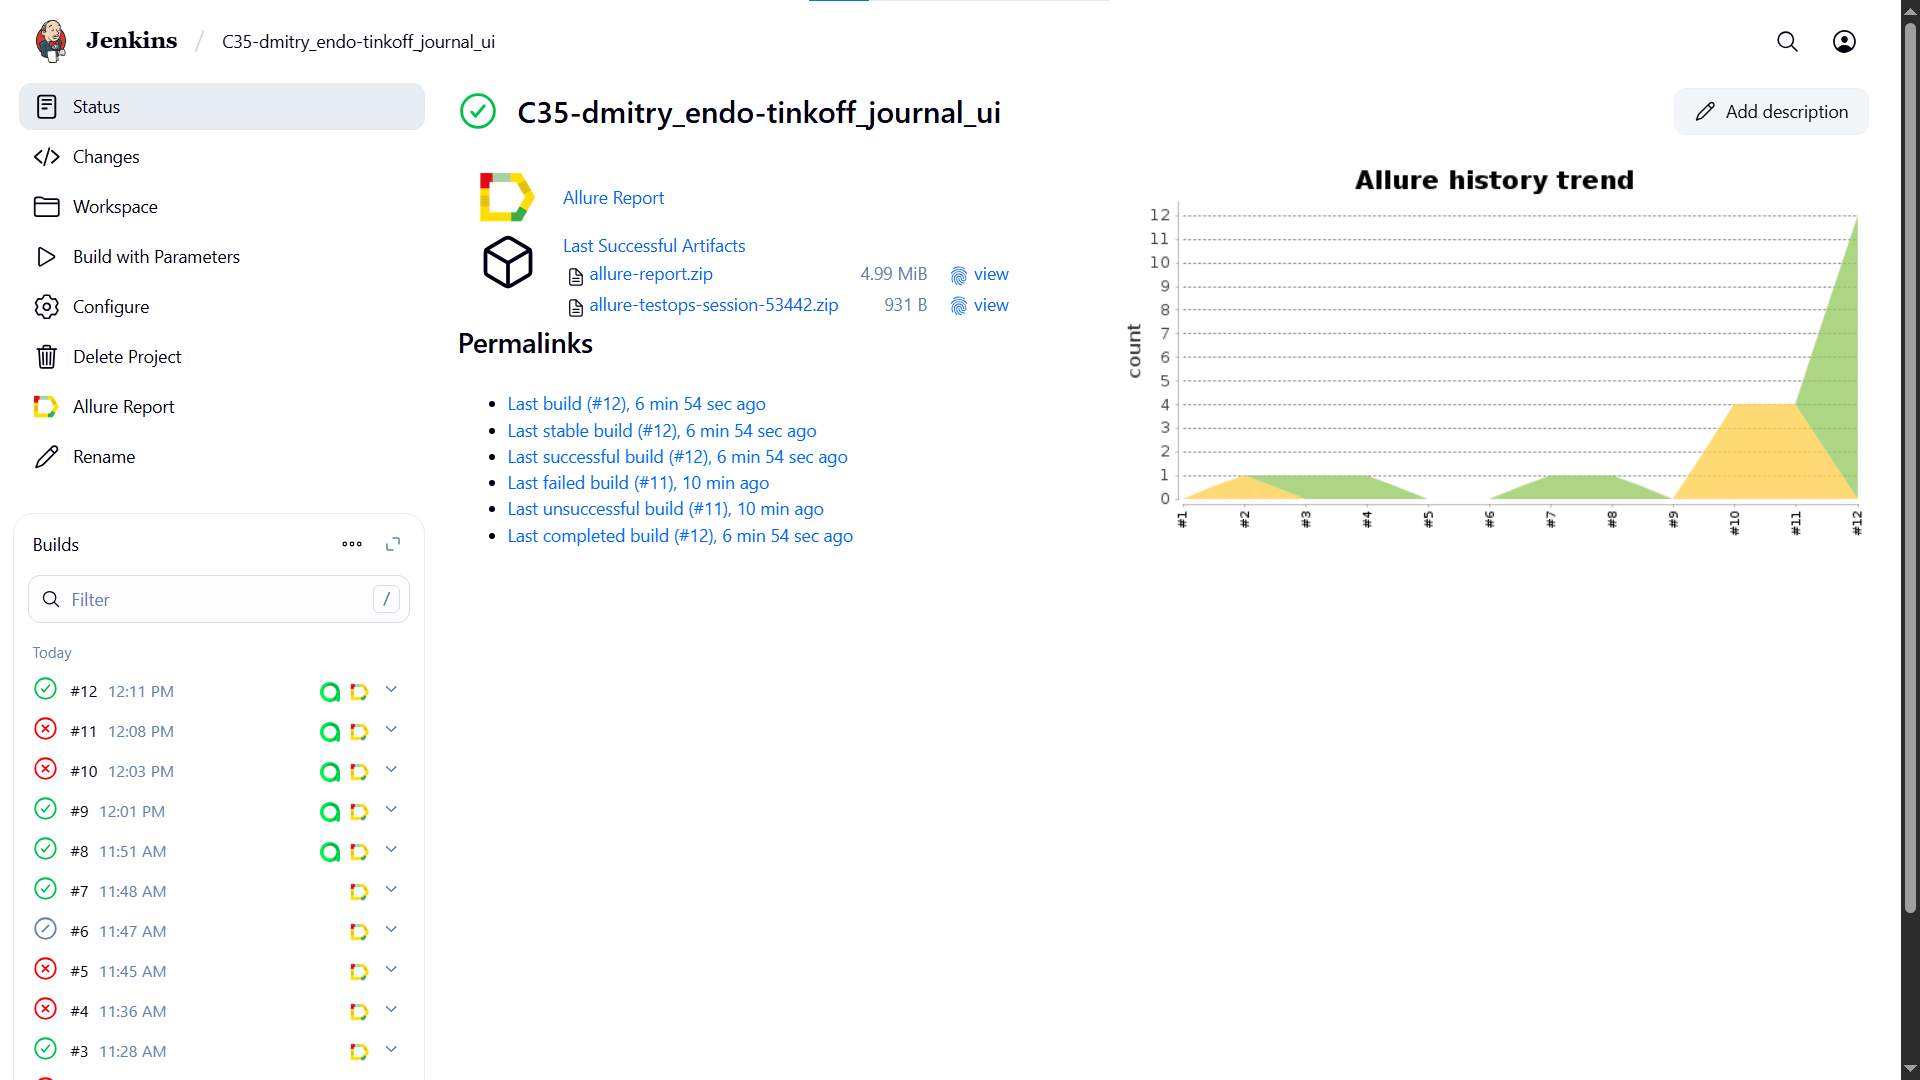 Jenkins / C35-dmitry_endo-tinkoff_journal_ui
Status
Changes
Workspace
Build with Parameters
Configure
Delete Project
Allure Report
Rename
Builds
Filter /
Today
#12 12:11 PM
#11 12:08 PM
#10 12:03 PM
#9 12:01 PM
#8 11:51 AM
#7 11:48 AM
#6 11:47 AM
#5 11:45 AM
#4 11:36 AM
#3 11:28 AM
C35-dmitry_endo-tinkoff_journal_ui
Add description
Allure Report
Last Successful Artifacts
allure-report.zip 4.99 MiB view
allure-testops-session-53442.zip 931 B view
Permalinks
Last build (#12), 6 min 54 sec ago
Last stable build (#12), 6 min 54 sec ago
Last successful build (#12), 6 min 54 sec ago
Last failed build (#11), 10 min ago
Last unsuccessful build (#11), 10 min ago
Last completed build (#12), 6 min 54 sec ago
Allure history trend
count
12
11
10
9
8
7
6
5
4
3
2
1
0
#1 #2 #3 #4 #5 #6 #7 #8 #9 #10 #11 #12